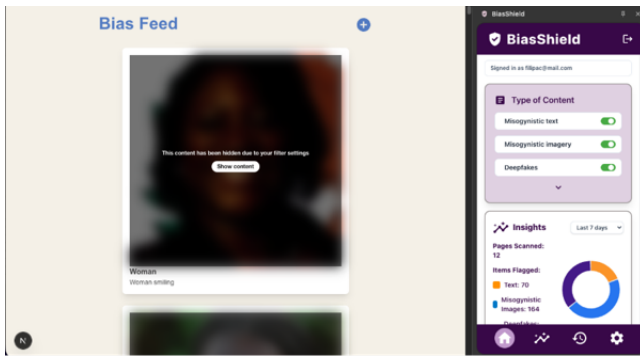 Bias Feed
This content has been hidden due to your filter settings
Show content
Woman
Woman smiling
N
BiasShield
BiasShield
Signed in as fillpac@mail.com
Type of Content
Misogynistic text
Misogynistic imagery
Deepfakes
Insights
Last 7 days
Pages Scanned:
12
Items Flagged:
Text: 70
Misogynistic
Images: 164
Deepfakes: